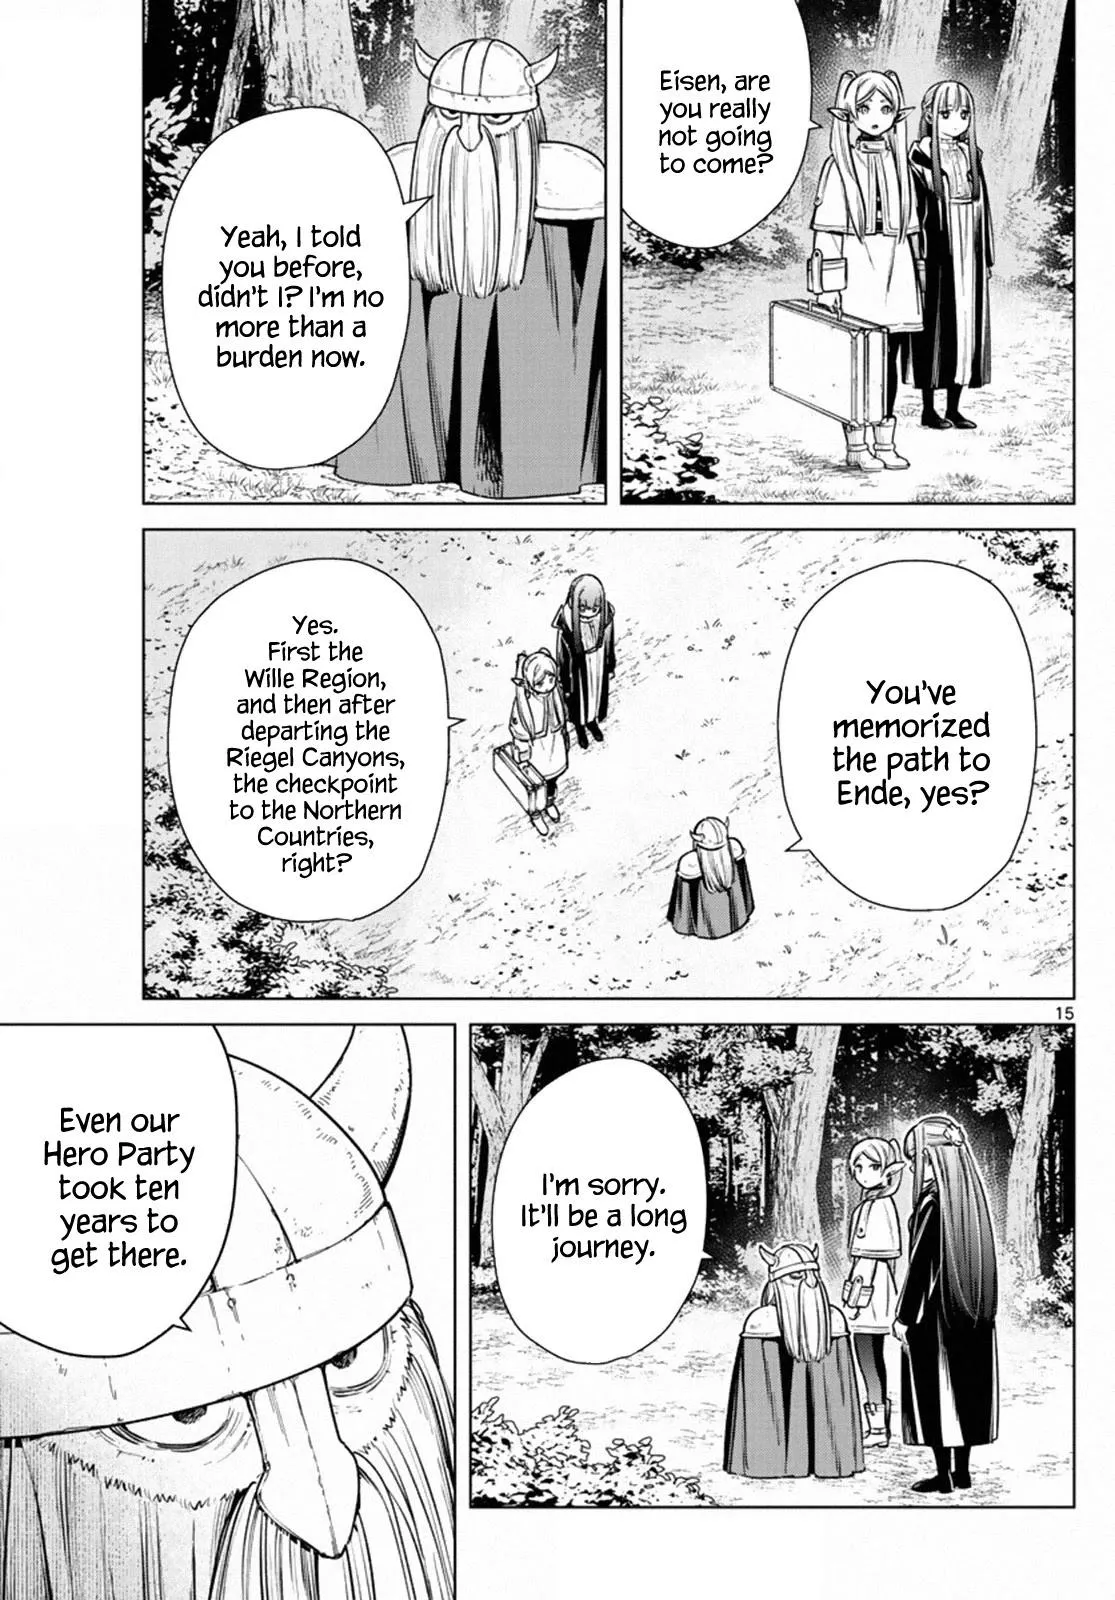 Eisen, are
you really
not going
to come?
Yeah, I told
you before,
didn't I? I'm no
more than a
burden now.
You've
memorized
the path to
Ende, yes?
Yes.
First the
Wille Region,
and then after
departing the
Riegel Canyons,
the checkpoint
to the Northern
Countries,
right?
15
I'm sorry.
It'll be a long
journey.
Even our
Hero Party
took ten
years to
get there.